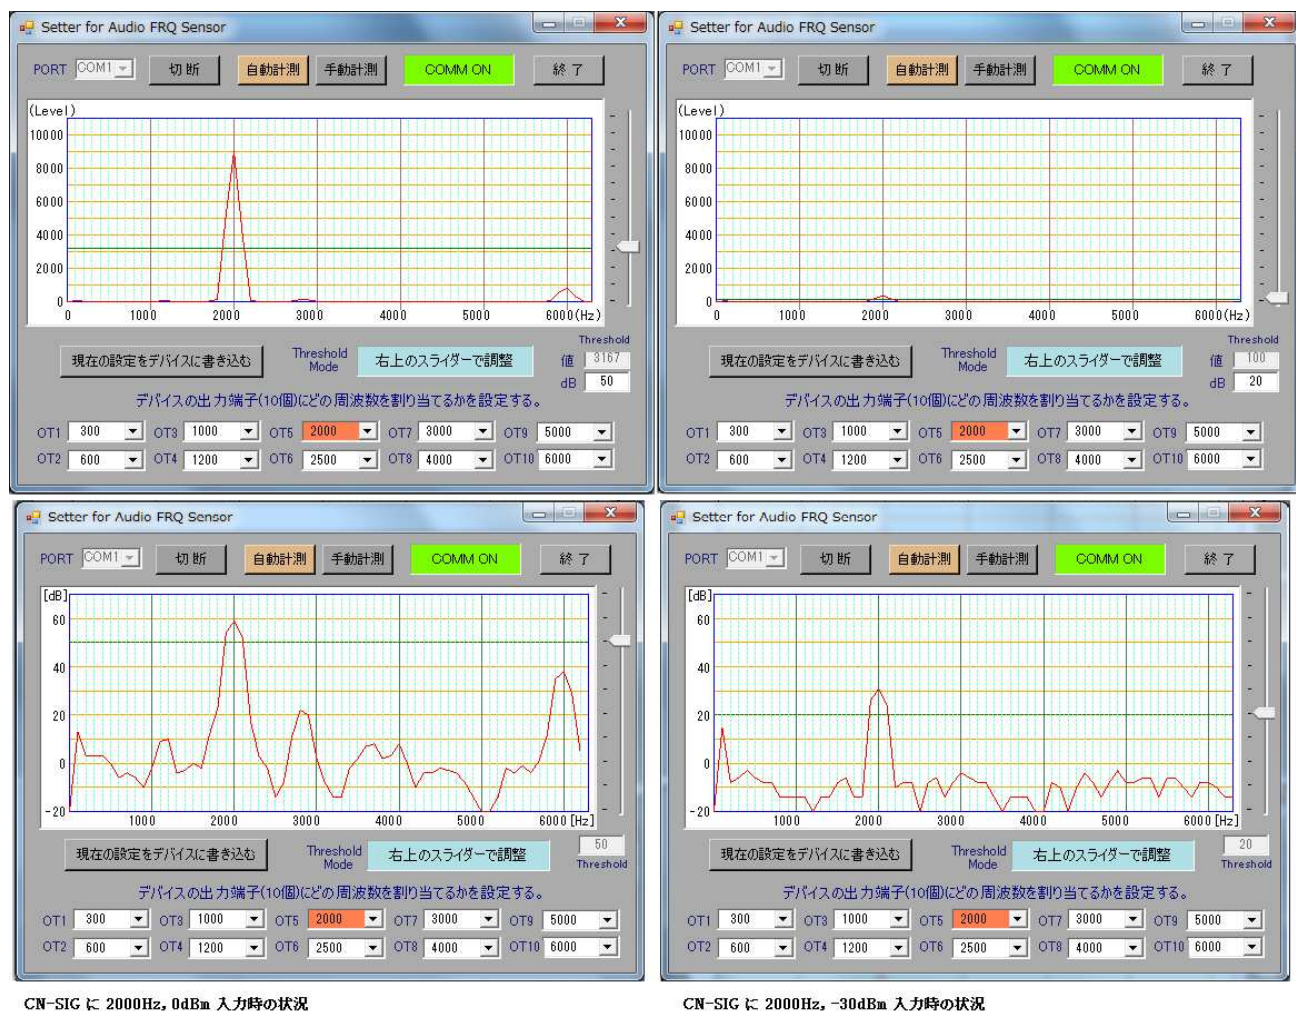 Setter for Audio FRQ Sensor
PORT COM1 切 断 自動計測 手動計測 COMM ON 終 了
(Level)
10000
8000
6000
4000
2000
0
0 1000 2000 3000 4000 5000 6000(Hz)
現在の設定をデバイスに書き込む Threshold Mode 右上のスライダーで調整 Threshold
値 3167
dB 50
デバイスの出力端子(10個)にどの周波数を割り当てるかを設定する。
OT1 300 OT3 1000 OT5 2000 OT7 3000 OT9 5000
OT2 600 OT4 1200 OT6 2500 OT8 4000 OT10 6000
Setter for Audio FRQ Sensor
PORT COM1 切 断 自動計測 手動計測 COMM ON 終 了
(Level)
10000
8000
6000
4000
2000
0
0 1000 2000 3000 4000 5000 6000(Hz)
現在の設定をデバイスに書き込む Threshold Mode 右上のスライダーで調整 Threshold
値 100
dB 20
デバイスの出力端子(10個)にどの周波数を割り当てるかを設定する。
OT1 300 OT3 1000 OT5 2000 OT7 3000 OT9 5000
OT2 600 OT4 1200 OT6 2500 OT8 4000 OT10 6000
Setter for Audio FRQ Sensor
PORT COM1 切 断 自動計測 手動計測 COMM ON 終 了
[dB]
60
40
20
0
-20
1000 2000 3000 4000 5000 6000[Hz]
現在の設定をデバイスに書き込む Threshold Mode 右上のスライダーで調整 50
Threshold
デバイスの出力端子(10個)にどの周波数を割り当てるかを設定する。
OT1 300 OT3 1000 OT5 2000 OT7 3000 OT9 5000
OT2 600 OT4 1200 OT6 2500 OT8 4000 OT10 6000
CN-SIG に 2000Hz, 0dBm 入力時の状況
Setter for Audio FRQ Sensor
PORT COM1 切 断 自動計測 手動計測 COMM ON 終 了
[dB]
60
40
20
0
-20
1000 2000 3000 4000 5000 6000[Hz]
現在の設定をデバイスに書き込む Threshold Mode 右上のスライダーで調整 20
Threshold
デバイスの出力端子(10個)にどの周波数を割り当てるかを設定する。
OT1 300 OT3 1000 OT5 2000 OT7 3000 OT9 5000
OT2 600 OT4 1200 OT6 2500 OT8 4000 OT10 6000
CN-SIG に 2000Hz, -30dBm 入力時の状況